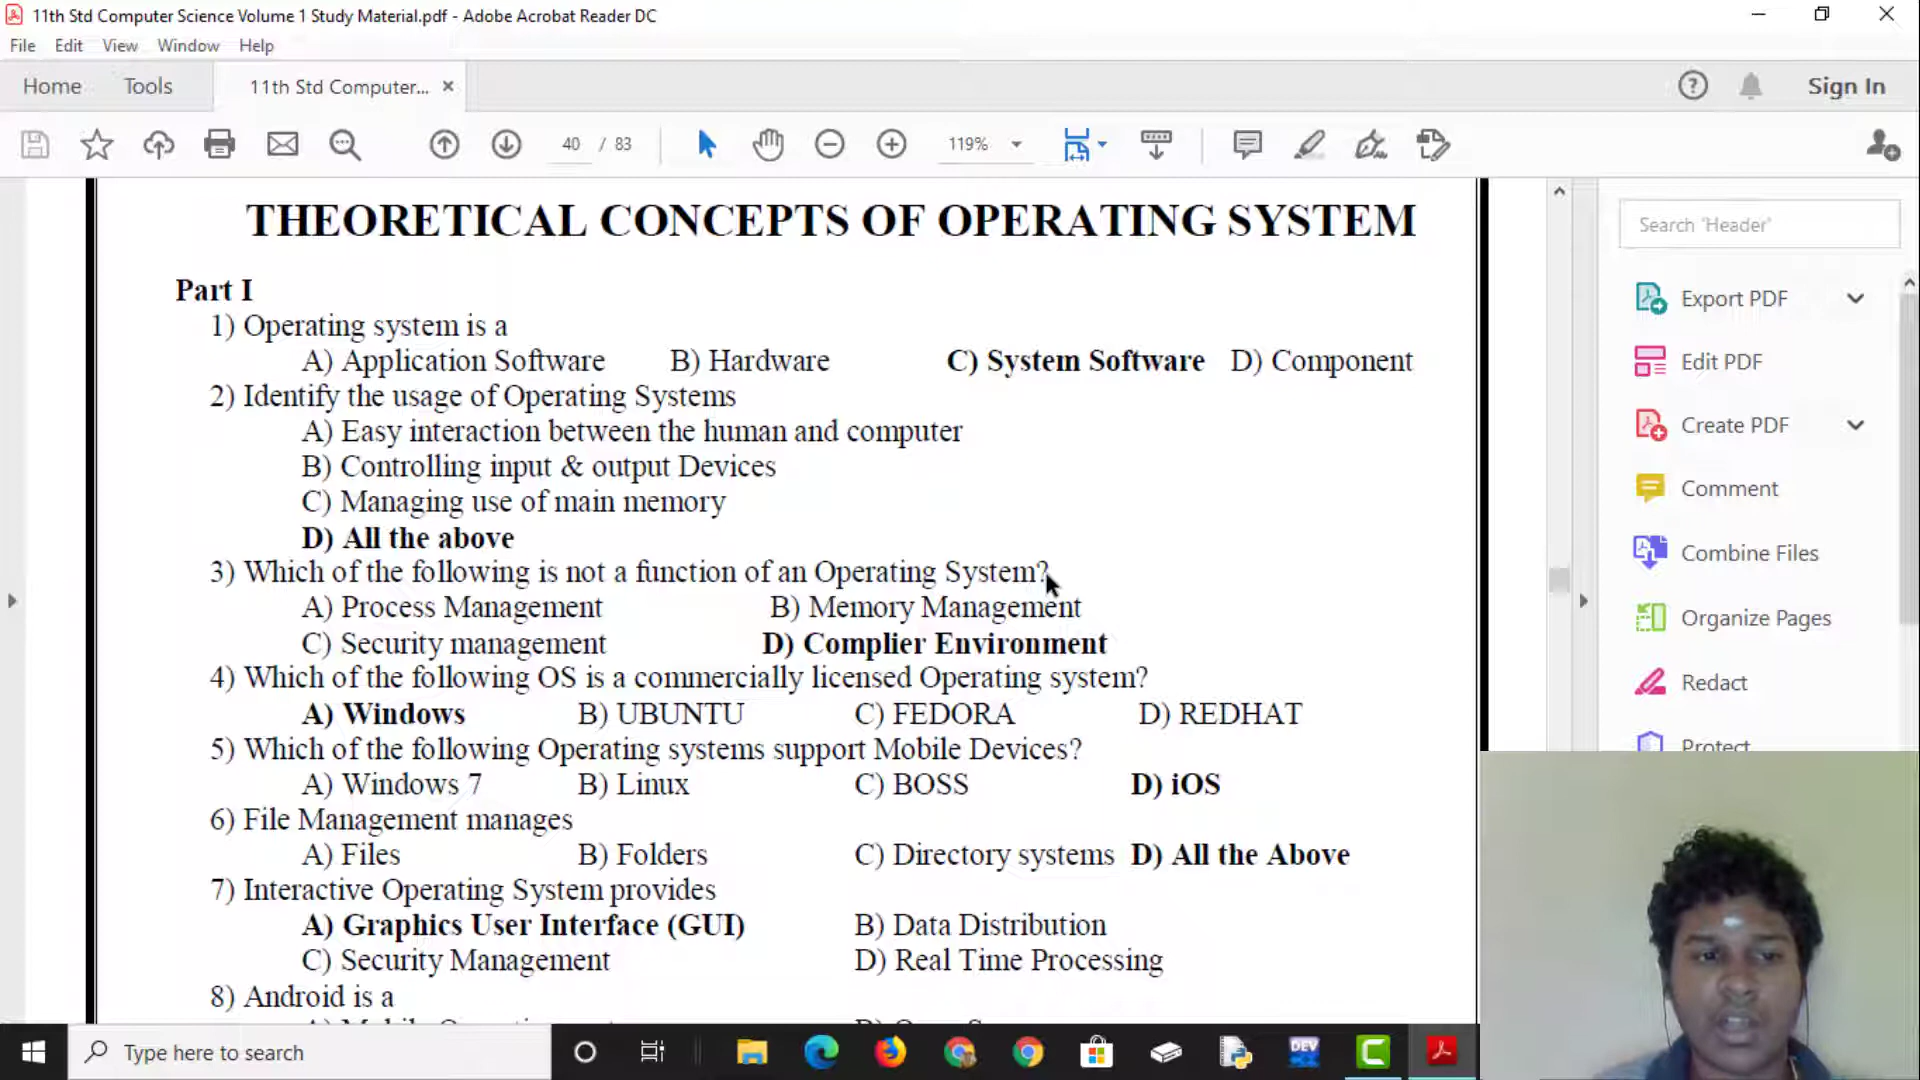 11th Std Computer Science Volume 1 Study Material.pdf - Adobe Acrobat Reader DC
File Edit View Window Help
Home Tools 11th Std Computer... × Sign In
40 / 83 119%
THEORETICAL CONCEPTS OF OPERATING SYSTEM
Part I
1) Operating system is a
A) Application Software B) Hardware C) System Software D) Component
2) Identify the usage of Operating Systems
A) Easy interaction between the human and computer
B) Controlling input & output Devices
C) Managing use of main memory
D) All the above
3) Which of the following is not a function of an Operating System?
A) Process Management B) Memory Management
C) Security management D) Complier Environment
4) Which of the following OS is a commercially licensed Operating system?
A) Windows B) UBUNTU C) FEDORA D) REDHAT
5) Which of the following Operating systems support Mobile Devices?
A) Windows 7 B) Linux C) BOSS D) iOS
6) File Management manages
A) Files B) Folders C) Directory systems D) All the Above
7) Interactive Operating System provides
A) Graphics User Interface (GUI) B) Data Distribution
C) Security Management D) Real Time Processing
8) Android is a
Search 'Header'
Export PDF
Edit PDF
Create PDF
Comment
Combine Files
Organize Pages
Redact
Protect
Type here to search
DEV